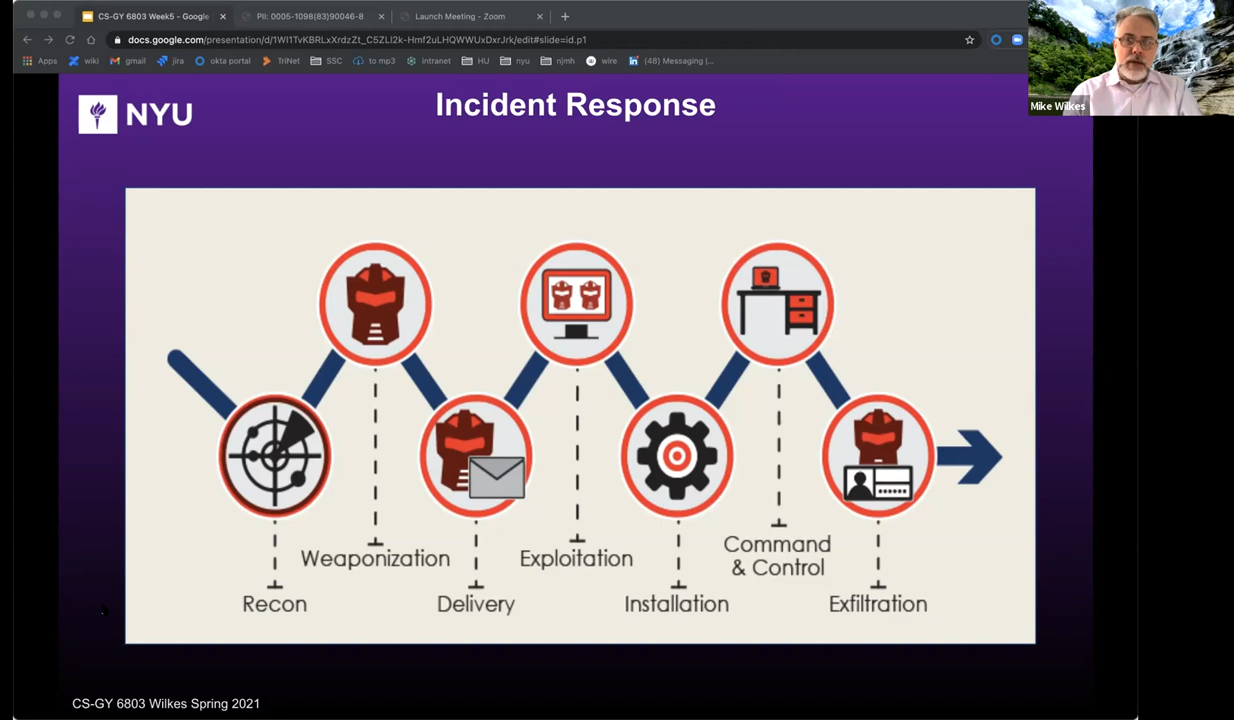 CS-GY 6803 Week5 - Google
PII: 0005-1098(83)90046-8
Launch Meeting - Zoom
docs.google.com/presentation/d/1WI1TvKBRLxXrdzZt_C5ZLI2k-Hmf2uLHQWWUxDxrJrk/edit#slide=id.p1
Apps wiki gmail jira okta portal TriNet SSC to mp3 intranet HU nyu njmh wire (48) Messaging |...
Mike Wilkes
NYU
Incident Response
Weaponization
Exploitation
Command
& Control
Recon
Delivery
Installation
Exfiltration
CS-GY 6803 Wilkes Spring 2021